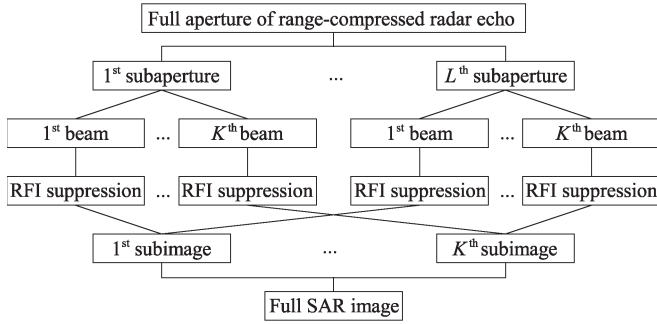 Full aperture of range-compressed radar echo
1st subaperture ... Lth subaperture
1st beam ... Kth beam 1st beam ... Kth beam
RFI suppression ... RFI suppression RFI suppression ... RFI suppression
1st subimage ... Kth subimage
Full SAR image